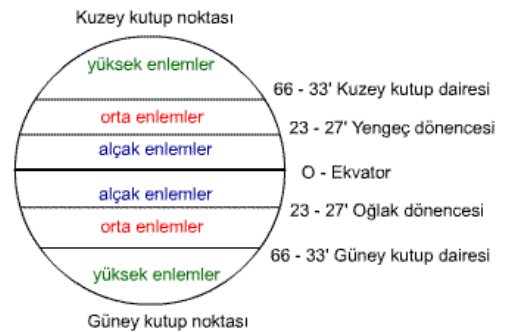 Kuzey kutup noktası
yüksek enlemler
66 - 33' Kuzey kutup dairesi
orta enlemler
23 - 27' Yengeç dönencesi
alçak enlemler
O - Ekvator
alçak enlemler
23 - 27' Oğlak dönencesi
orta enlemler
66 - 33' Güney kutup dairesi
yüksek enlemler
Güney kutup noktası